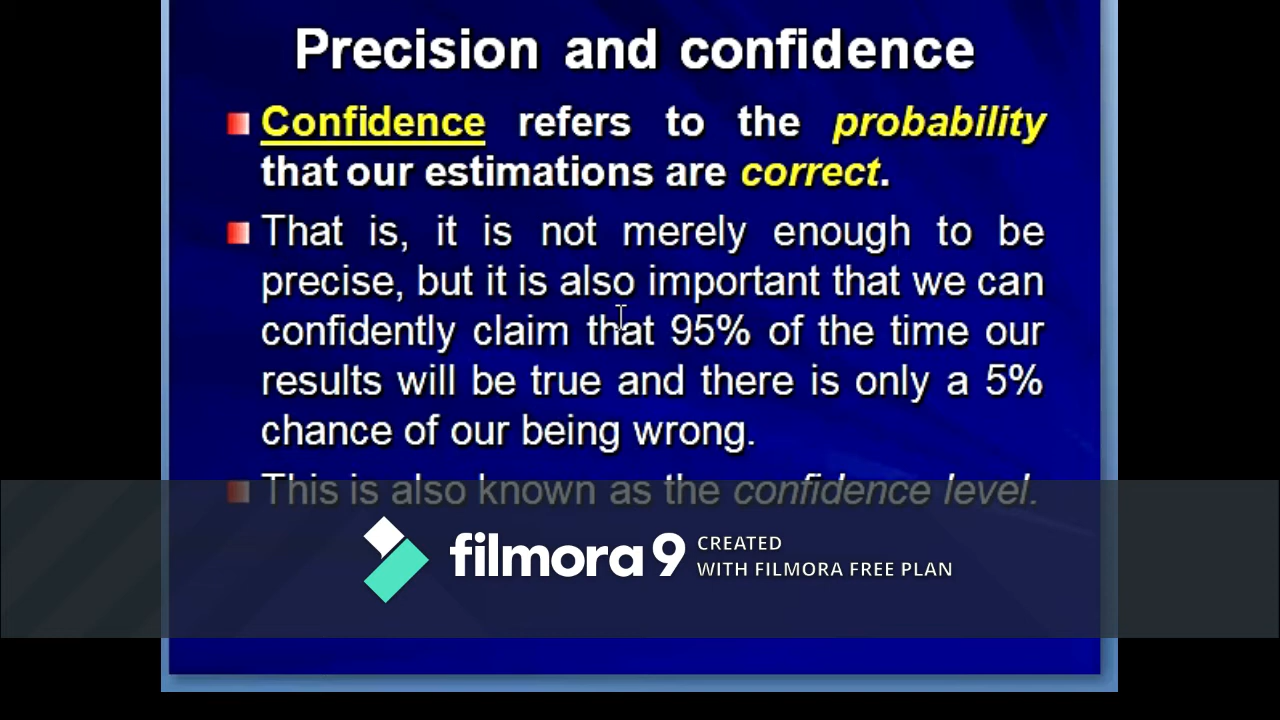 Precision and confidence
Confidence refers to the probability
that our estimations are correct.
That is, it is not merely enough to be
precise, but it is also important that we can
confidently claim that 95% of the time our
results will be true and there is only a 5%
chance of our being wrong.
This is also known as the confidence level.
filmora9 CREATED
WITH FILMORA FREE PLAN